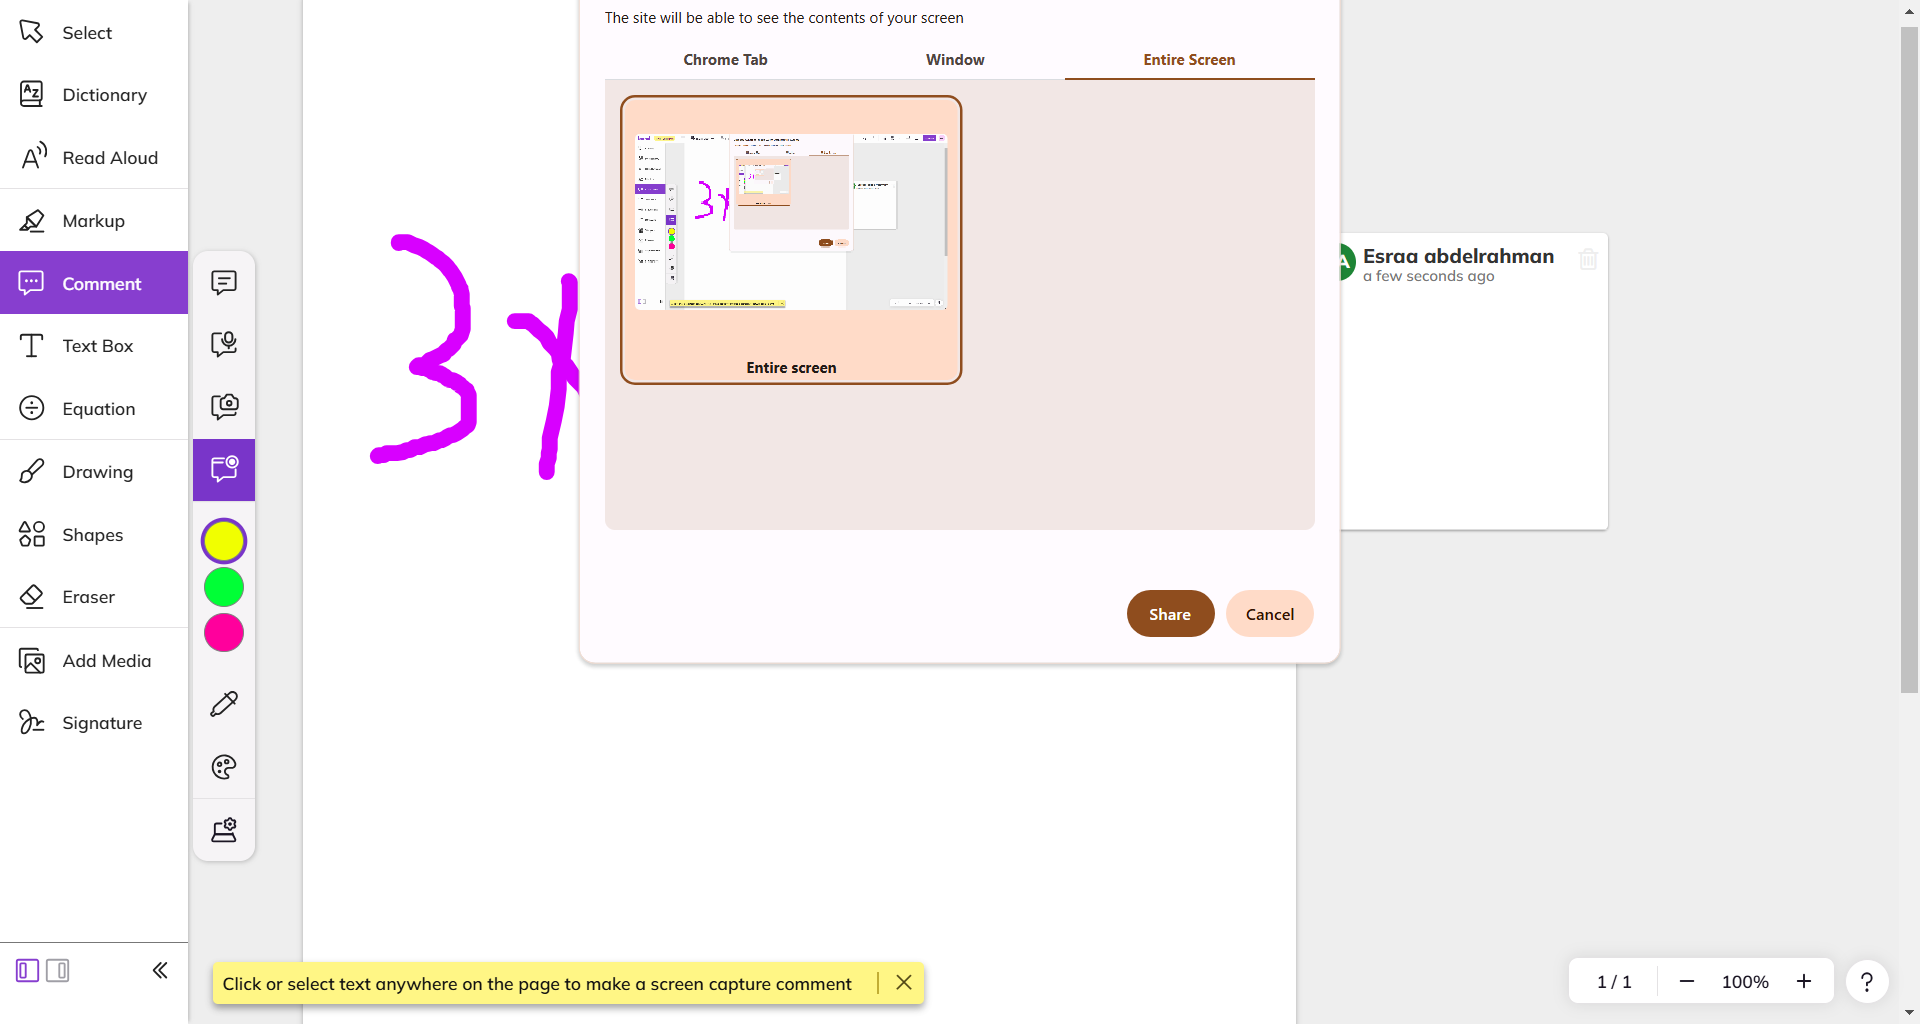 Select
Dictionary
Read Aloud
Markup
Comment
Text Box
Equation
Drawing
Shapes
Eraser
Add Media
Signature
3x
The site will be able to see the contents of your screen
Chrome Tab
Window
Entire Screen
Entire screen
Share
Cancel
A
Esraa abdelrahman
a few seconds ago
Click or select text anywhere on the page to make a screen capture comment
1 / 1
100%
?